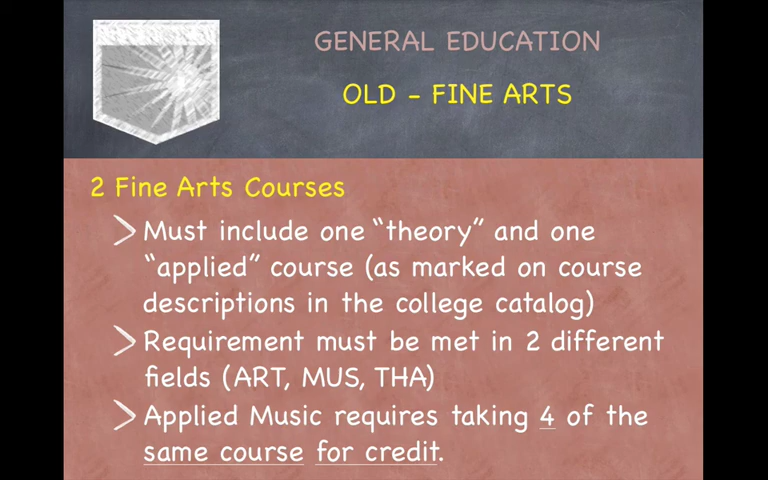 GENERAL EDUCATION
OLD – FINE ARTS
2 Fine Arts Courses
Must include one “theory” and one
“applied” course (as marked on course
descriptions in the college catalog)
Requirement must be met in 2 different
fields (ART, MUS, THA)
Applied Music requires taking 4 of the
same course for credit.